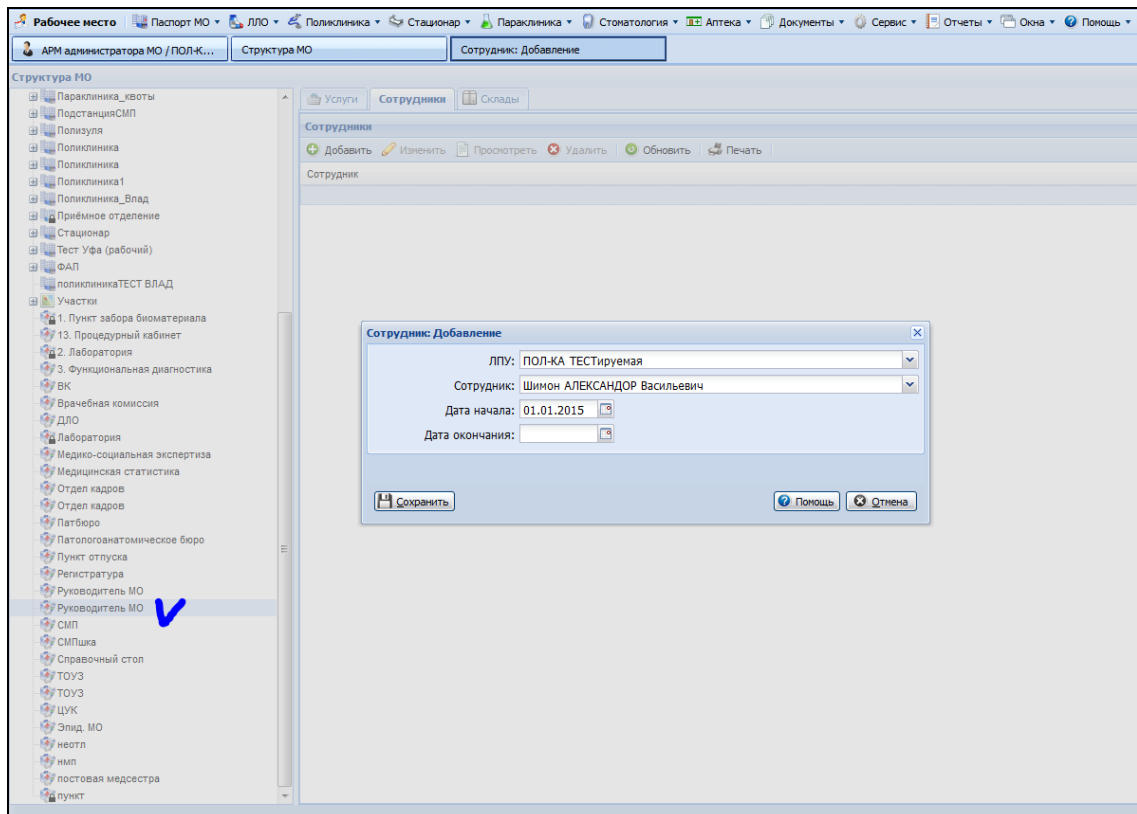 Рабочее место Паспорт МО ЛЛО Поликлиника Стационар Параклиника Стоматология Аптека Документы Сервис Отчеты Окна Помощь
АРМ администратора МО / ПОЛ-К... Структура МО Сотрудник: Добавление
Структура МО
Параклиника_квоты
ПодстанцияСМП
Полизуля
Поликлиника
Поликлиника
Поликлиника1
Поликлиника_Влад
Приёмное отделение
Стационар
Тест Уфа (рабочий)
ФАП
поликлиникаТЕСТ ВЛАД
Участки
1. Пункт забора биоматериала
13. Процедурный кабинет
2. Лаборатория
3. Функциональная диагностика
ВК
Врачебная комиссия
ДЛО
Лаборатория
Медико-социальная экспертиза
Медицинская статистика
Отдел кадров
Отдел кадров
Патбюро
Патологоанатомическое бюро
Пункт отпуска
Регистратура
Руководитель МО
Руководитель МО
СМП
СМПшка
Справочный стол
ТОУЗ
ТОУЗ
ЦУК
Эпид. МО
неотл
нмп
постовая медсестра
пункт
Услуги Сотрудники Склады
Сотрудники
Добавить Изменить Просмотреть Удалить Обновить Печать
Сотрудник
Сотрудник: Добавление
ЛПУ: ПОЛ-КА ТЕСТируемая
Сотрудник: Шимон АЛЕКСАНДОР Васильевич
Дата начала: 01.01.2015
Дата окончания:
Сохранить Помощь Отмена